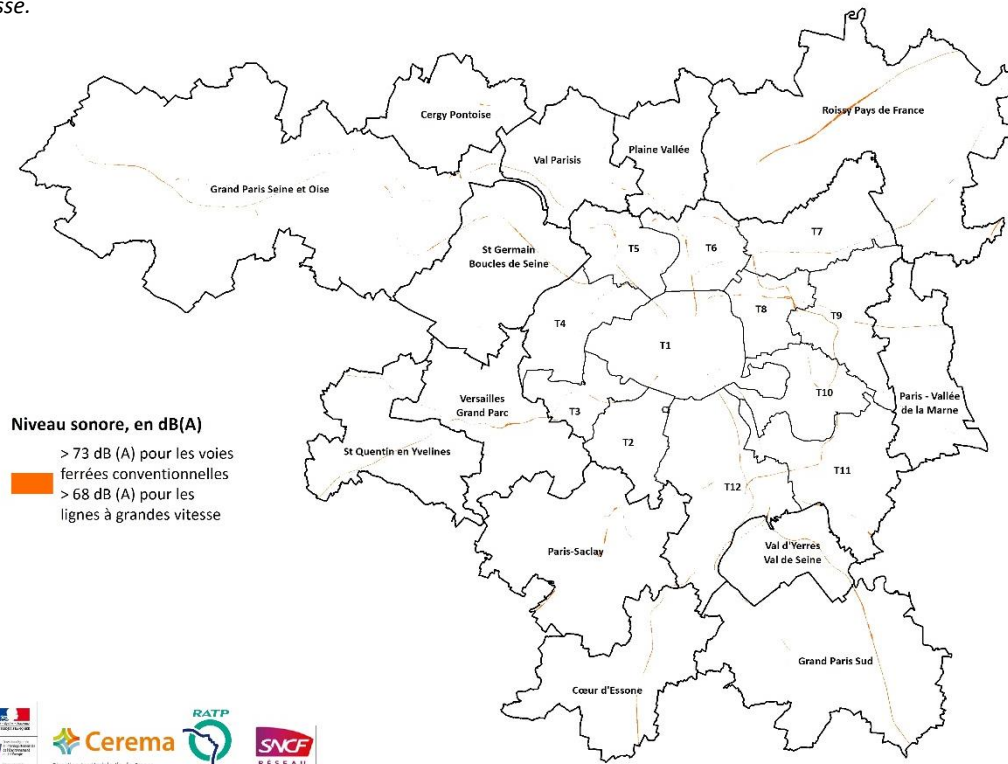 sse.
Cergy Pontoise
Roissy Pays de France
Val Parisis
Plaine Vallée
Grand Paris Seine et Oise
T7
St Germain
Boucles de Seine
T5
T6
T4
T8
T9
T1
Versailles
Grand Parc
T3
T10
Paris - Vallée
de la Marne
T2
St Quentin en Yvelines
T11
T12
Niveau sonore, en dB(A)
> 73 dB (A) pour les voies
ferrées conventionnelles
> 68 dB (A) pour les
lignes à grandes vitesse
Paris-Saclay
Val d'Yerres
Val de Seine
Grand Paris Sud
Cœur d'Essone
RATP
Cerema
SNCF
RÉSEAU